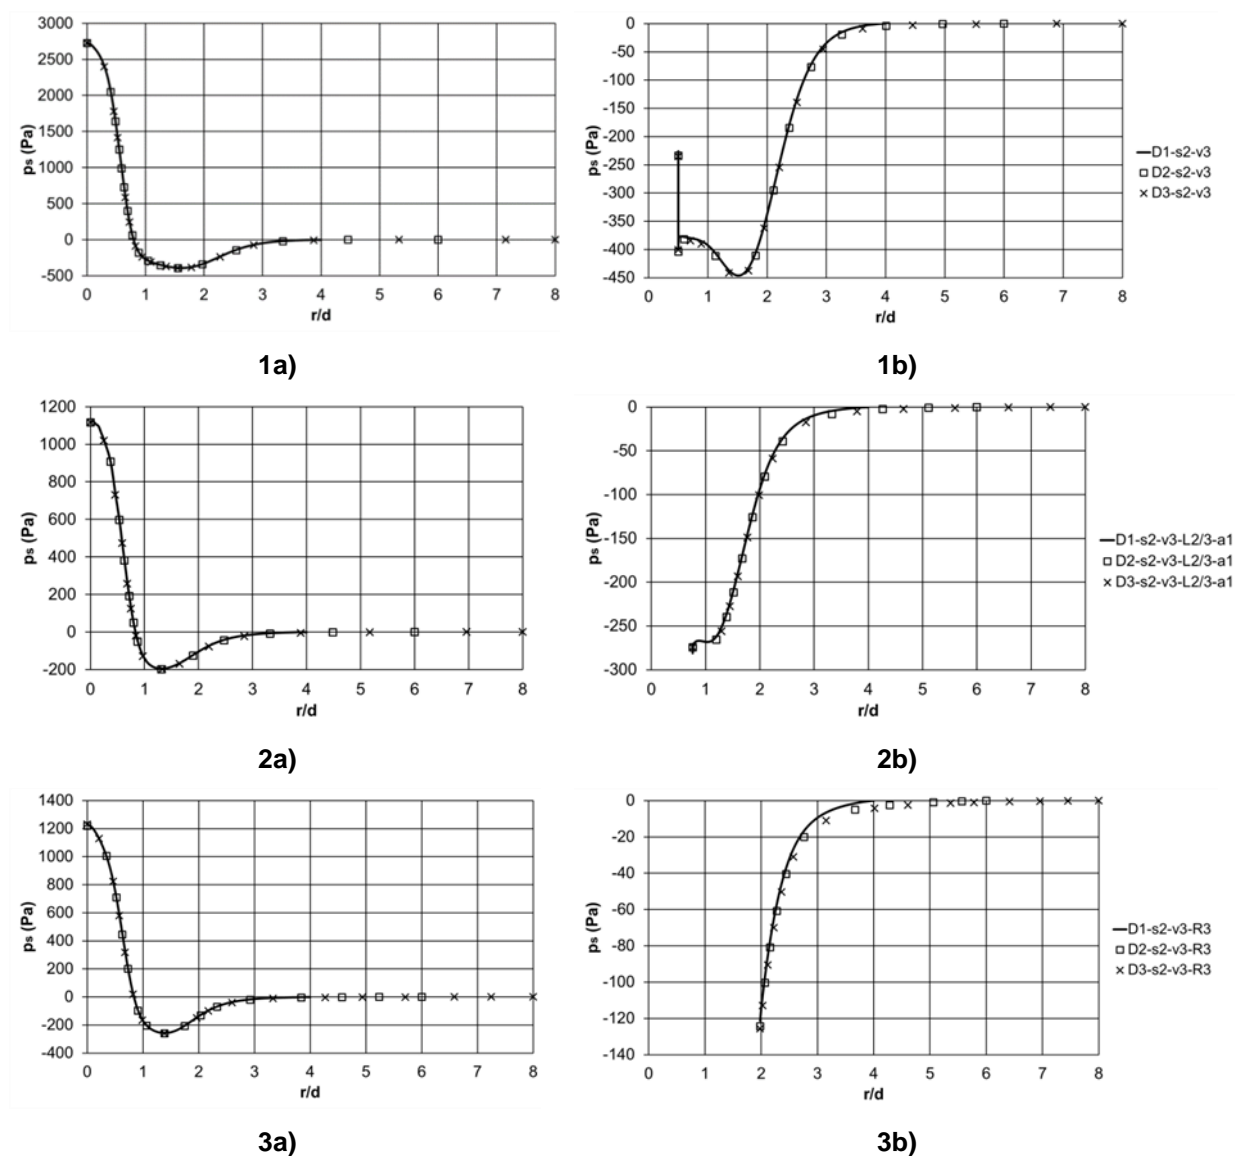 3000
2500
2000
1500
1000
500
0
-500
ps (Pa)
0 1 2 3 4 5 6 7 8
r/d
1a)
0
-50
-100
-150
-200
-250
-300
-350
-400
-450
ps (Pa)
0 1 2 3 4 5 6 7 8
r/d
D1-s2-v3
D2-s2-v3
D3-s2-v3
1b)
1200
1000
800
600
400
200
0
-200
ps (Pa)
0 1 2 3 4 5 6 7 8
r/d
2a)
0
-50
-100
-150
-200
-250
-300
ps (Pa)
0 1 2 3 4 5 6 7 8
r/d
D1-s2-v3-L2/3-a1
D2-s2-v3-L2/3-a1
D3-s2-v3-L2/3-a1
2b)
1400
1200
1000
800
600
400
200
0
-200
-400
ps (Pa)
0 1 2 3 4 5 6 7 8
r/d
3a)
0
-20
-40
-60
-80
-100
-120
-140
ps (Pa)
0 1 2 3 4 5 6 7 8
r/d
D1-s2-v3-R3
D2-s2-v3-R3
D3-s2-v3-R3
3b)